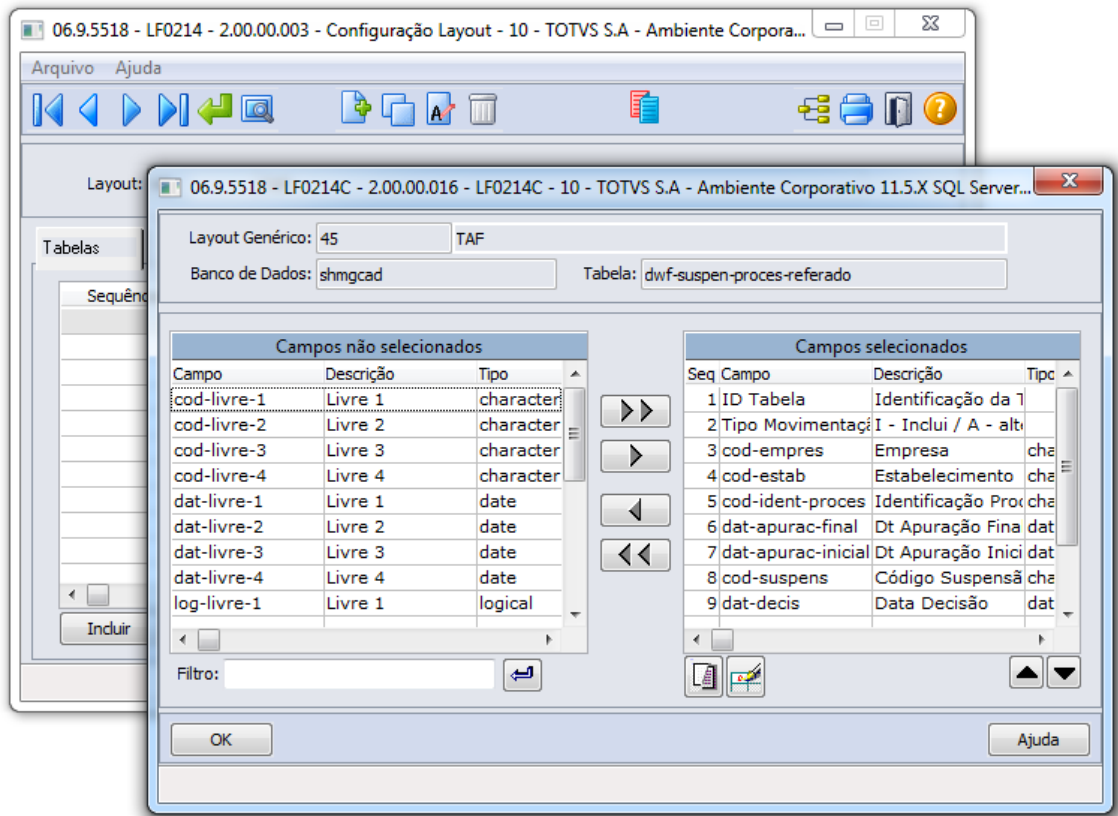 06.9.5518 - LF0214 - 2.00.00.003 - Configuração Layout - 10 - TOTVS S.A - Ambiente Corpora...
Arquivo Ajuda
Layout:
Tabelas
Sequênc
Incluir
06.9.5518 - LF0214C - 2.00.00.016 - LF0214C - 10 - TOTVS S.A - Ambiente Corporativo 11.5.X SQL Server...
Layout Genérico: 45 TAF
Banco de Dados: shmgcad Tabela: dwf-suspen-proces-referado
Campos não selecionados
Campo Descrição Tipo
cod-livre-1 Livre 1 character
cod-livre-2 Livre 2 character
cod-livre-3 Livre 3 character
cod-livre-4 Livre 4 character
dat-livre-1 Livre 1 date
dat-livre-2 Livre 2 date
dat-livre-3 Livre 3 date
dat-livre-4 Livre 4 date
log-livre-1 Livre 1 logical
Filtro:
Campos selecionados
Seq Campo Descrição Tipo
1 ID Tabela Identificação da T
2 Tipo Movimentaçã I - Inclui / A - alte
3 cod-empres Empresa cha
4 cod-estab Estabelecimento cha
5 cod-ident-proces Identificação Proc cha
6 dat-apurac-final Dt Apuração Fina dat
7 dat-apurac-inicial Dt Apuração Inici dat
8 cod-suspens Código Suspensã cha
9 dat-decis Data Decisão dat
OK Ajuda